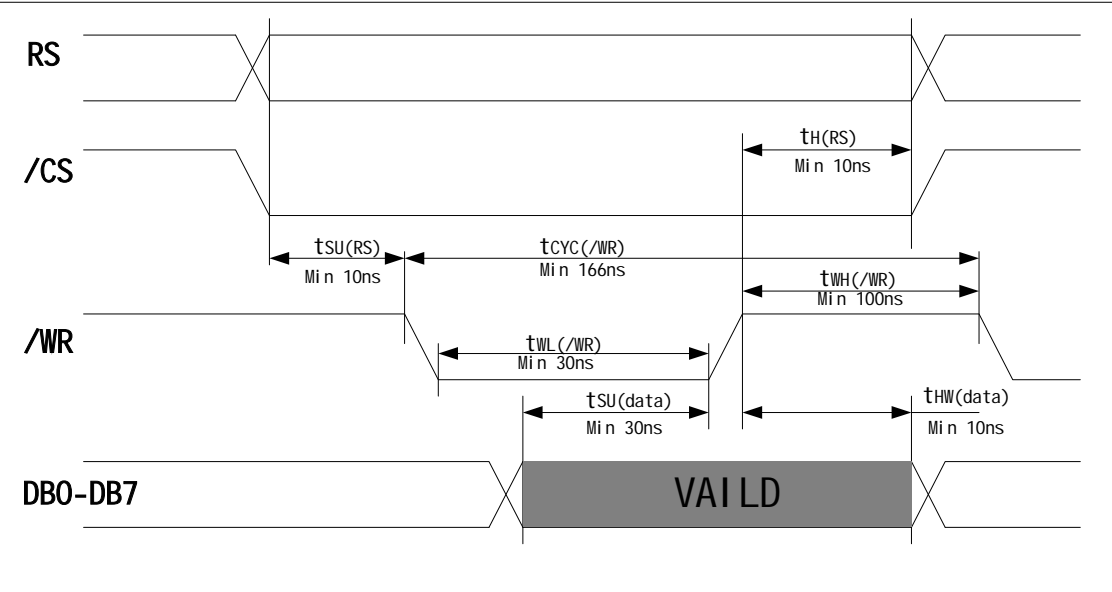 RS
tH(RS)
Min 10ns
/CS
tSU(RS)
Min 10ns
tCYC(/WR)
Min 166ns
tWH(/WR)
Min 100ns
/WR
tWL(/WR)
Min 30ns
tSU(data)
Min 30ns
tHW(data)
Min 10ns
DB0-DB7
VAILD